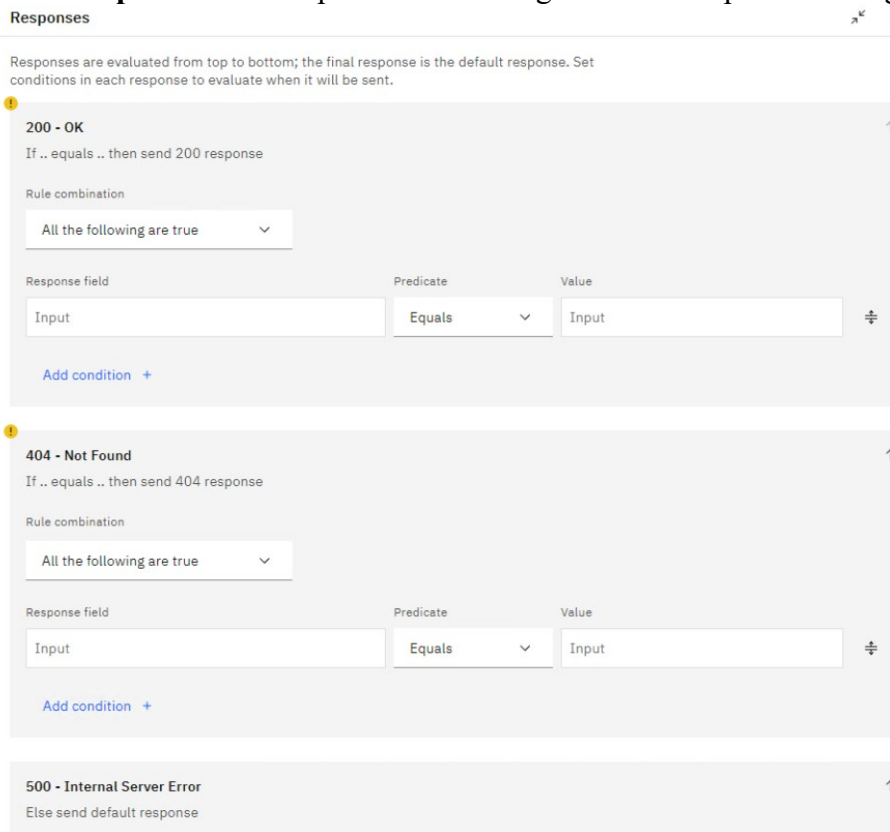 Responses
Responses are evaluated from top to bottom; the final response is the default response. Set
conditions in each response to evaluate when it will be sent.
200 - OK
If .. equals .. then send 200 response
Rule combination
All the following are true
Response field Predicate Value
Input Equals Input
Add condition +
404 - Not Found
If .. equals .. then send 404 response
Rule combination
All the following are true
Response field Predicate Value
Input Equals Input
Add condition +
500 - Internal Server Error
Else send default response